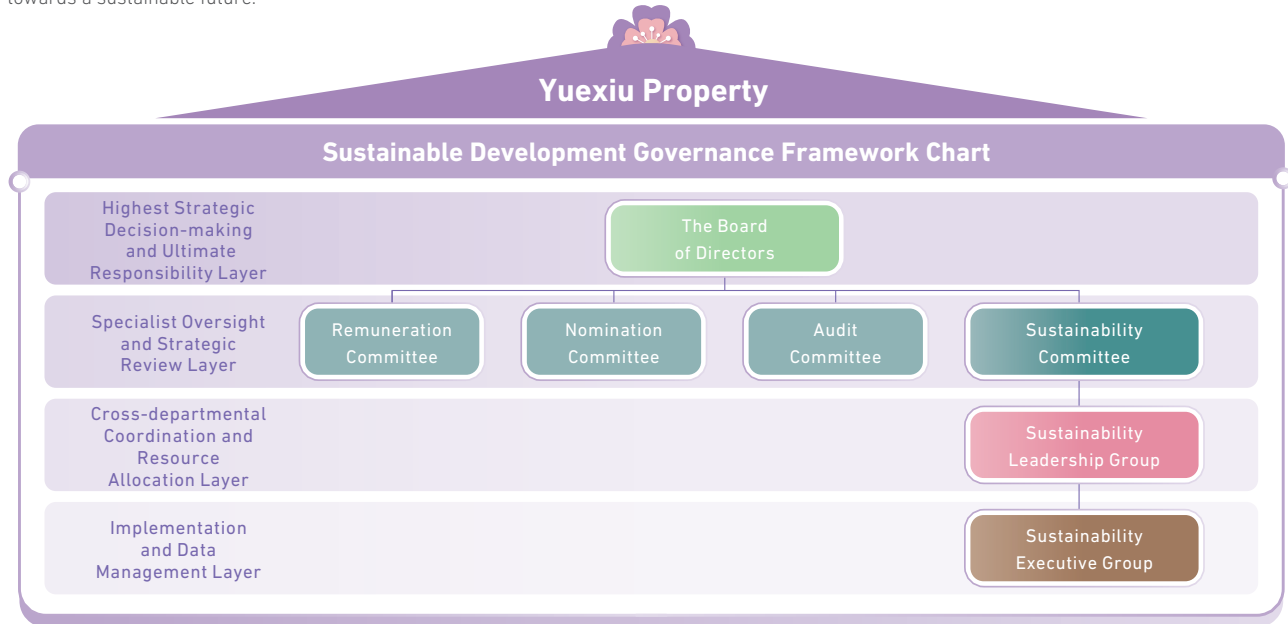 towards a sustainable future.
Yuexiu Property
Sustainable Development Governance Framework Chart
Highest Strategic
Decision-making
and Ultimate
Responsibility Layer
The Board
of Directors
Specialist Oversight
and Strategic
Review Layer
Remuneration
Committee
Nomination
Committee
Audit
Committee
Sustainability
Committee
Cross-departmental
Coordination and
Resource
Allocation Layer
Sustainability
Leadership Group
Implementation
and Data
Management Layer
Sustainability
Executive Group